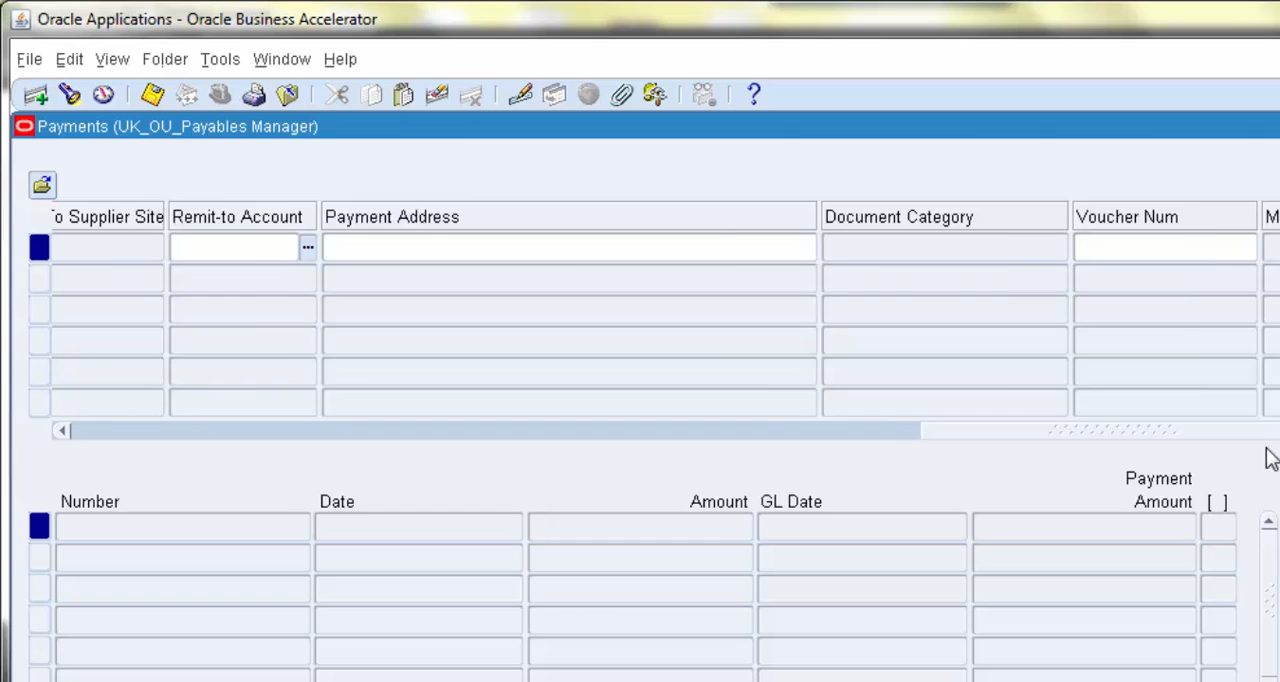 Oracle Applications - Oracle Business Accelerator
File Edit View Folder Tools Window Help
Payments (UK_OU_Payables Manager)
To Supplier Site Remit-to Account Payment Address Document Category Voucher Num M
Payment
Number Date Amount GL Date Amount [ ]